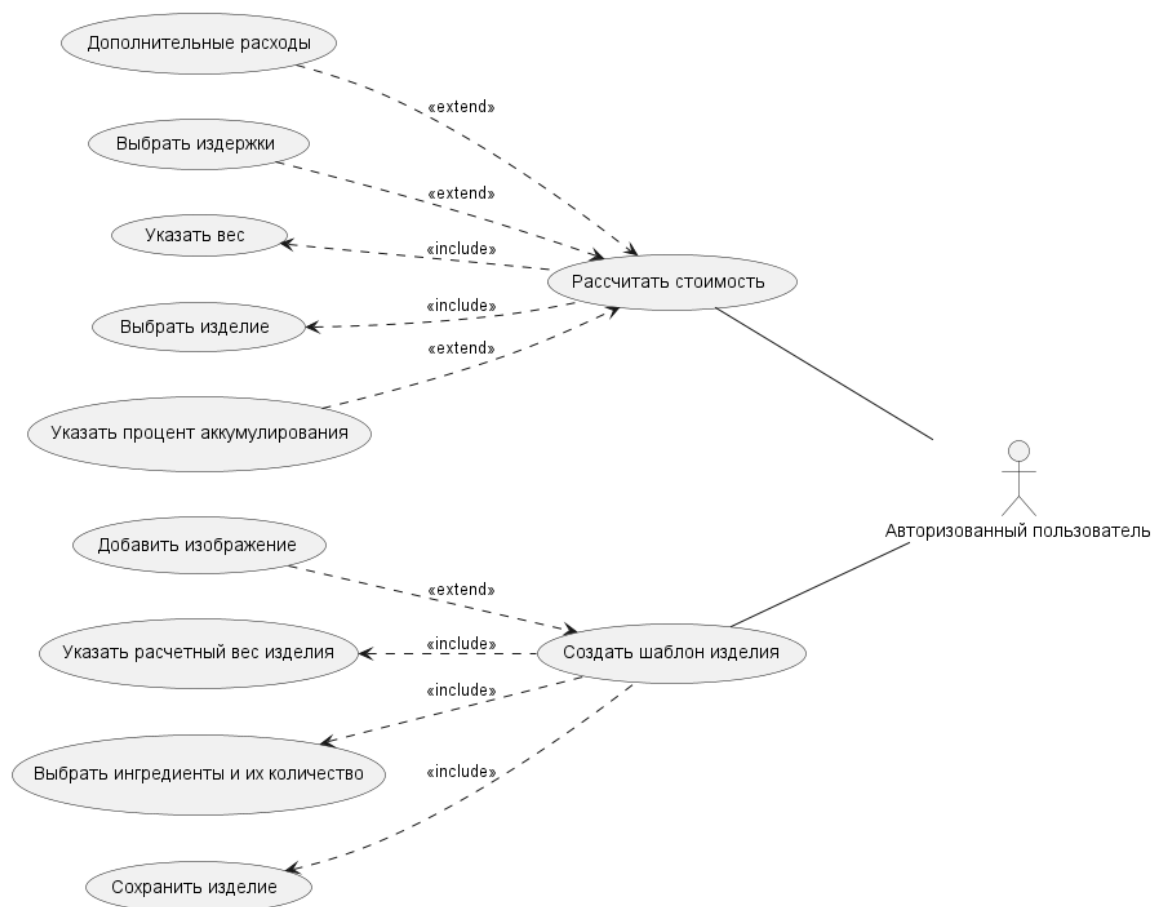 Дополнительные расходы
«extend»
Выбрать издержки
«extend»
Указать вес
«include»
Рассчитать стоимость
Выбрать изделие
«include»
«extend»
Указать процент аккумулирования
Авторизованный пользователь
Добавить изображение
«extend»
Указать расчетный вес изделия
«include»
Создать шаблон изделия
«include»
Выбрать ингредиенты и их количество
«include»
Сохранить изделие